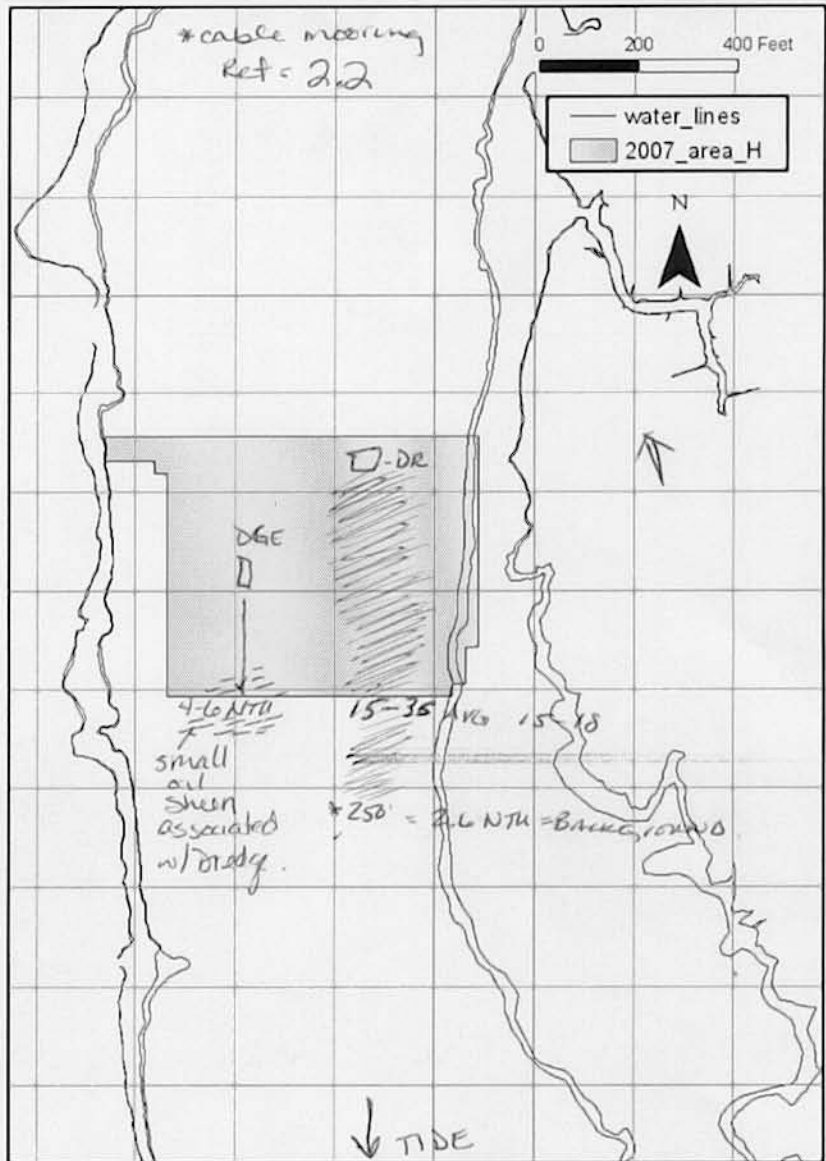 *cable mooring
Ref = 2.2
0 200 400 Feet
water_lines
2007_area_H
N
-DR
DGE
4-6 NTU
15-35 AVG 15-18
small
oil
sheen
associated
w/Dredge.
*250' = 2.6 NTU = BACKGROUND
TIDE